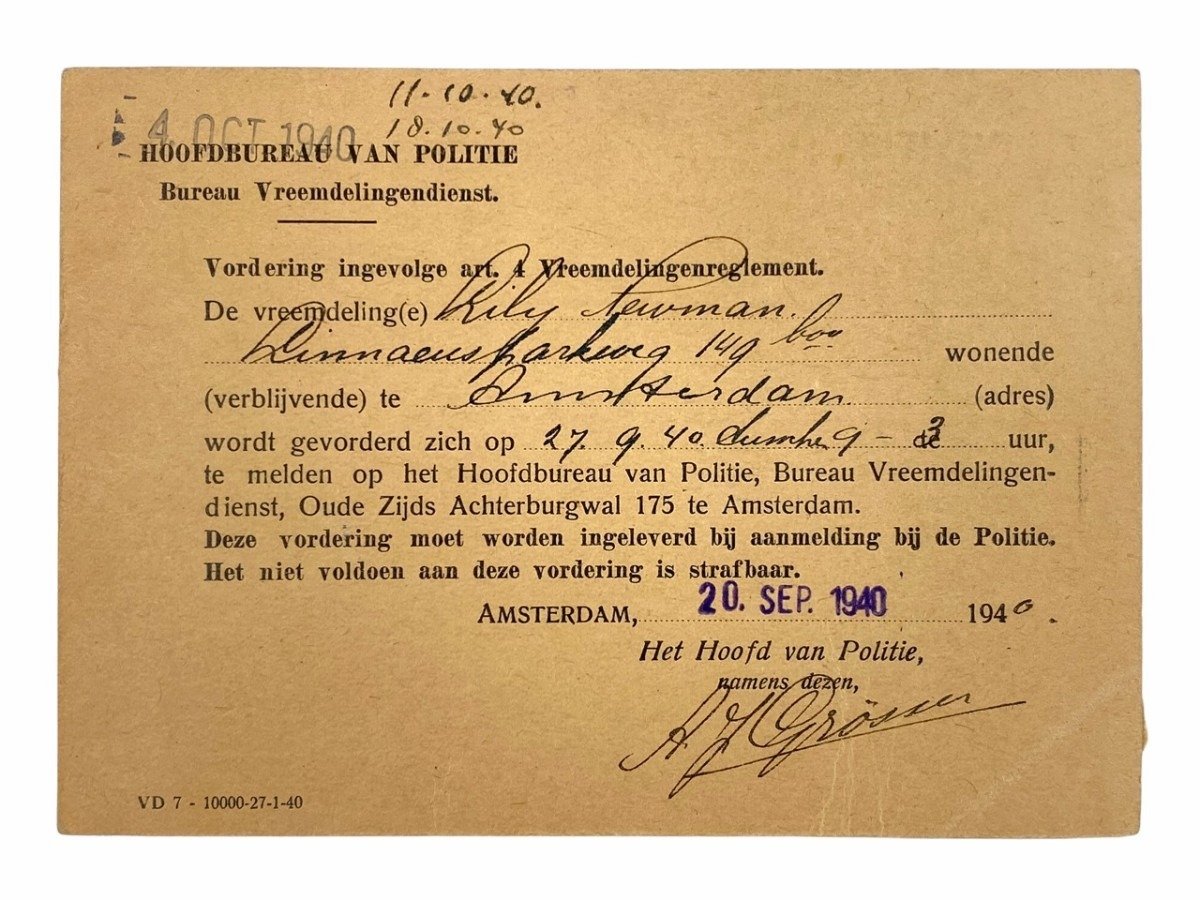 11-10-40.
18.10.40
4 OCT 1940
HOOFDBUREAU VAN POLITIE
Bureau Vreemdelingendienst.
Vordering ingevolge art. 4 Vreemdelingenreglement.
De vreemdeling(e) Lily Newman.
Linnaeusparkweg 149 boo wonende
(verblijvende) te Amsterdam (adres)
wordt gevorderd zich op 27. 9. 40. 9 - 3 uur,
te melden op het Hoofdbureau van Politie, Bureau Vreemdelingen-
dienst, Oude Zijds Achterburgwal 175 te Amsterdam.
Deze vordering moet worden ingeleverd bij aanmelding bij de Politie.
Het niet voldoen aan deze vordering is strafbaar.
AMSTERDAM, 20. SEP. 1940 1940.
Het Hoofd van Politie,
namens dezen,
A J Grösser
VD 7 - 10000-27-1-40